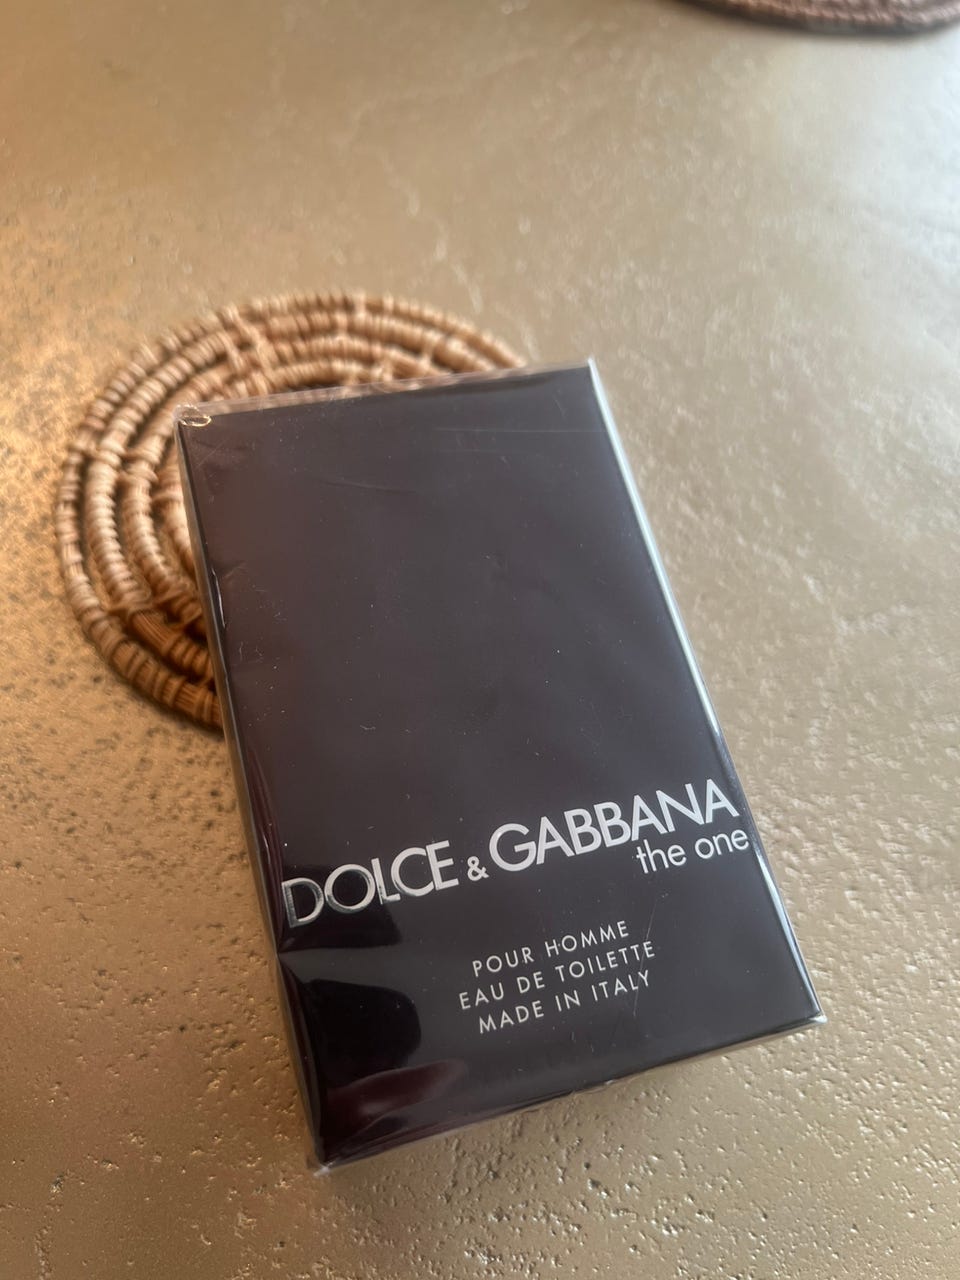 DOLCE & GABBANA
the one
POUR HOMME
EAU DE TOILETTE
MADE IN ITALY